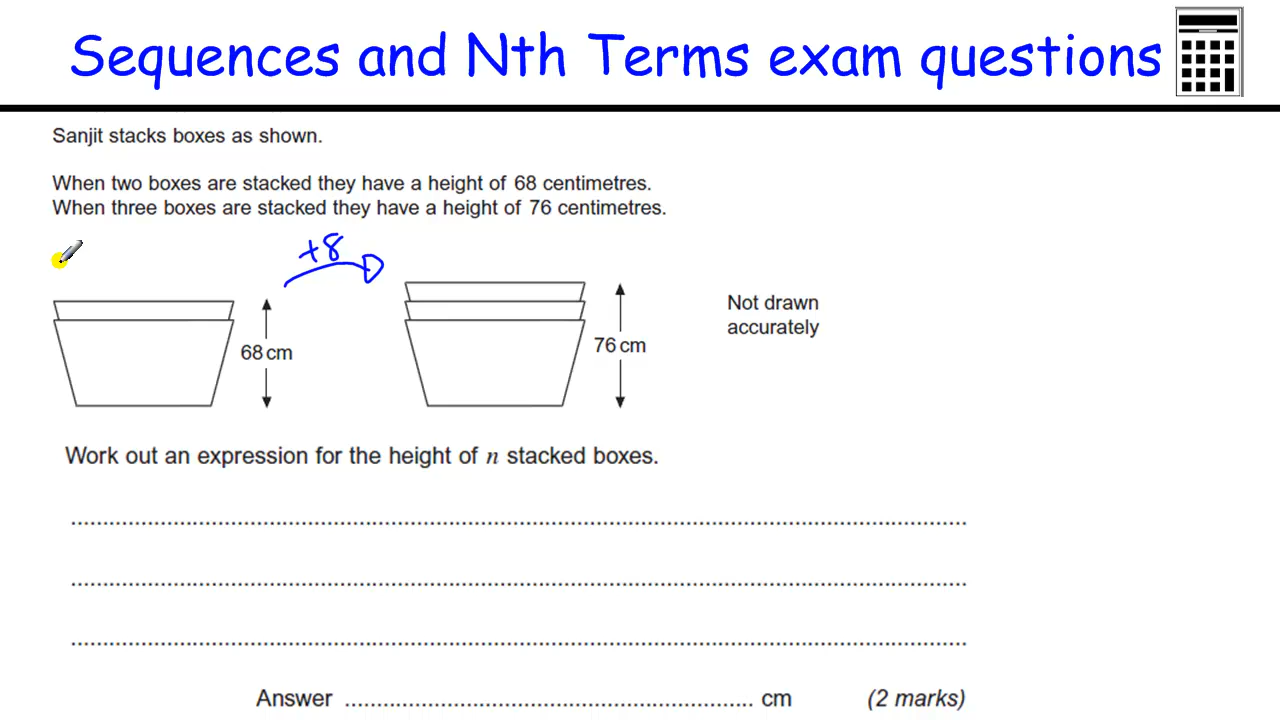 Sequences and Nth Terms exam questions
Sanjit stacks boxes as shown.
When two boxes are stacked they have a height of 68 centimetres.
When three boxes are stacked they have a height of 76 centimetres.
+8
68 cm
76 cm
Not drawn
accurately
Work out an expression for the height of n stacked boxes.
Answer ................................................................ cm (2 marks)